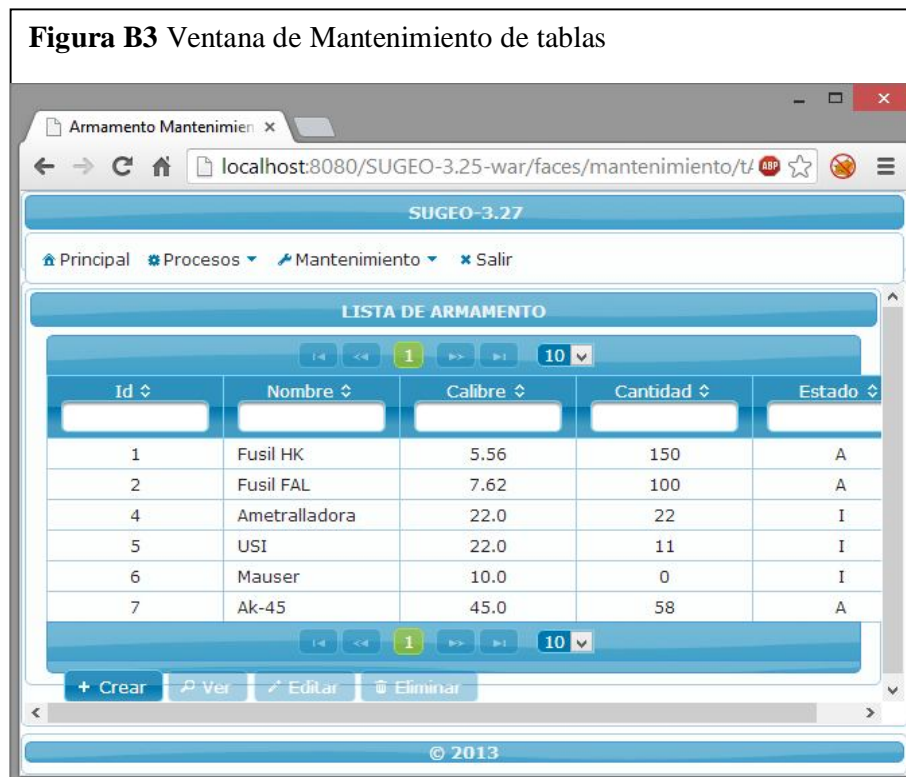 Figura B3 Ventana de Mantenimiento de tablas
Armamento Mantenimien
localhost:8080/SUGEO-3.25-war/faces/mantenimiento/t
ABP
SUGEO-3.27
Principal Procesos Mantenimiento Salir
LISTA DE ARMAMENTO
1 10
Id Nombre Calibre Cantidad Estado
1 Fusil HK 5.56 150 A
2 Fusil FAL 7.62 100 A
4 Ametralladora 22.0 22 I
5 USI 22.0 11 I
6 Mauser 10.0 0 I
7 Ak-45 45.0 58 A
1 10
+ Crear Ver Editar Eliminar
© 2013